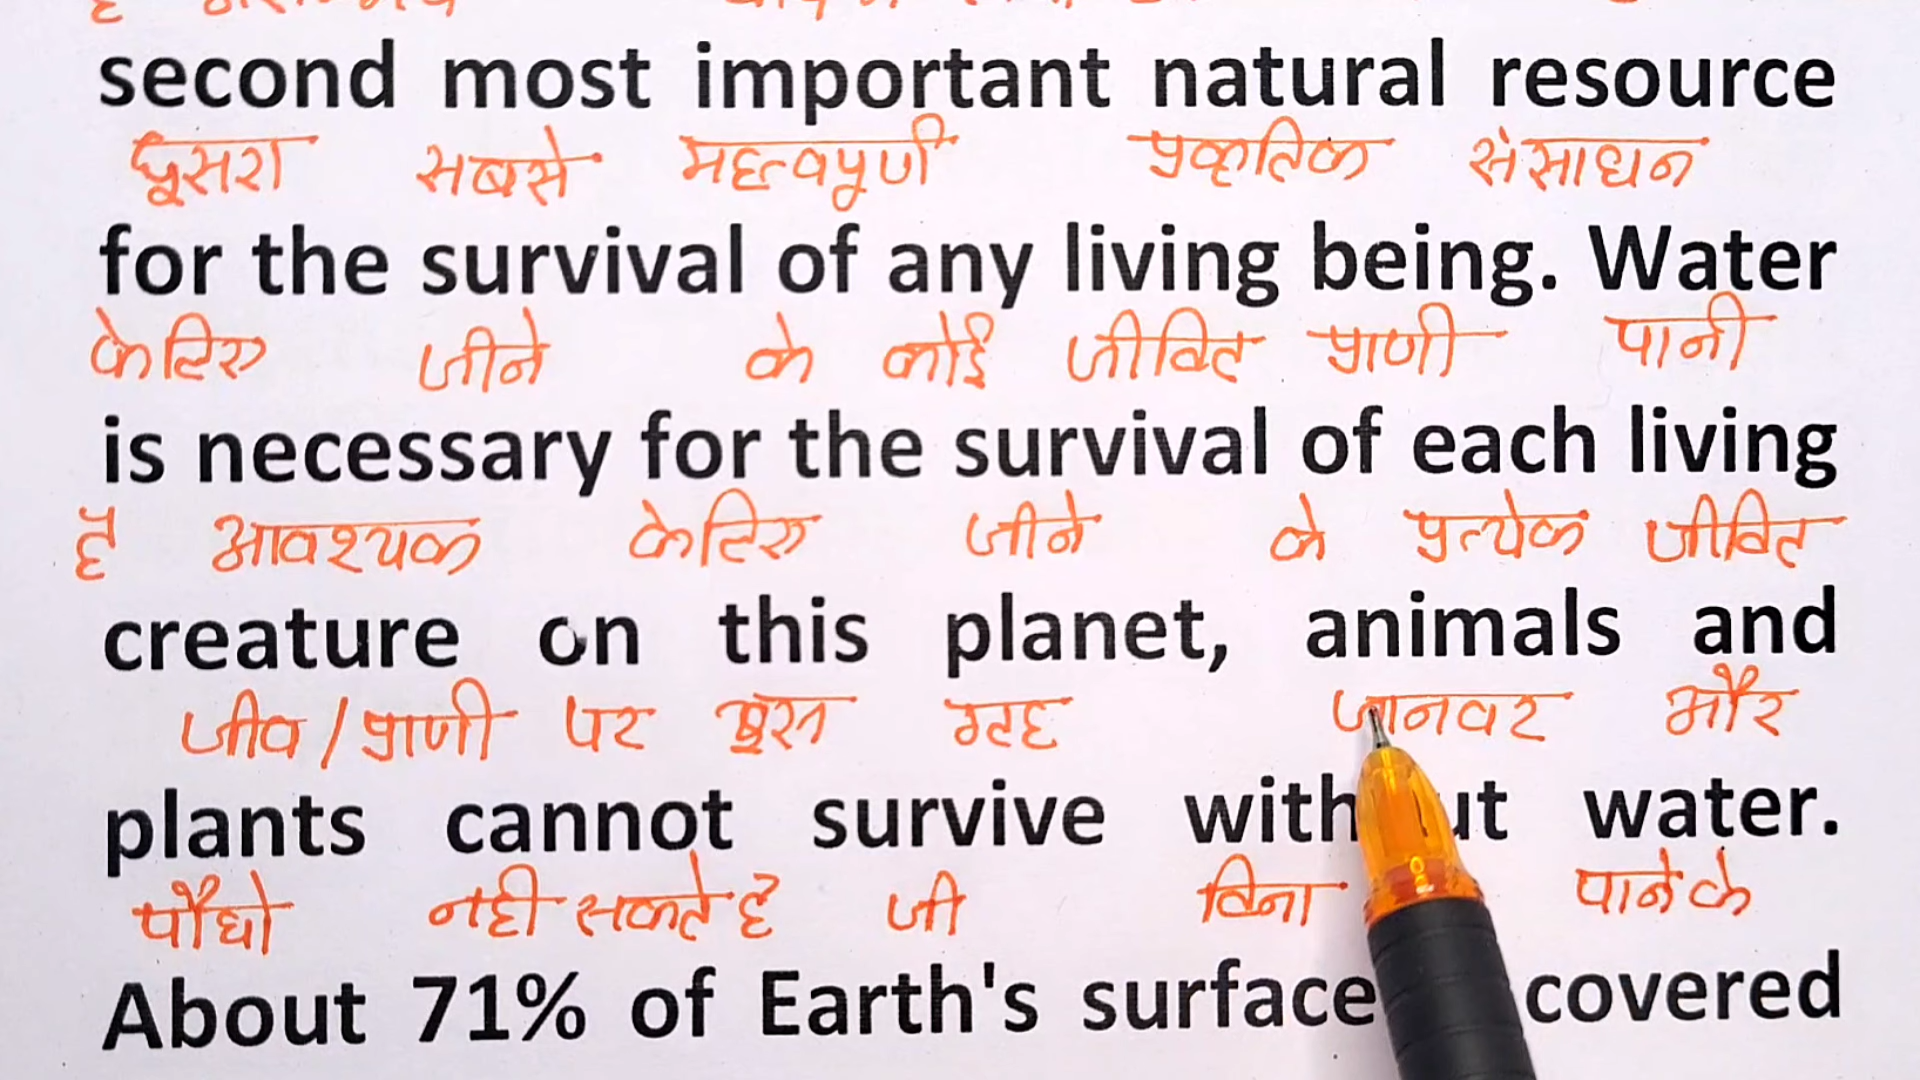 second most important natural resource
दूसरा सबसे महत्वपूर्ण प्रकृतिक संसाधन
for the survival of any living being. Water
के लिए जीने के कोई जीवित प्राणी पानी
is necessary for the survival of each living
है आवश्यक के लिए जीने के प्रत्येक जीवित
creature on this planet, animals and
जीव / प्राणी पर इस ग्रह जानवर और
plants cannot survive without water.
पौधो नही सकते है जी बिना पाने के
About 71% of Earth's surface covered